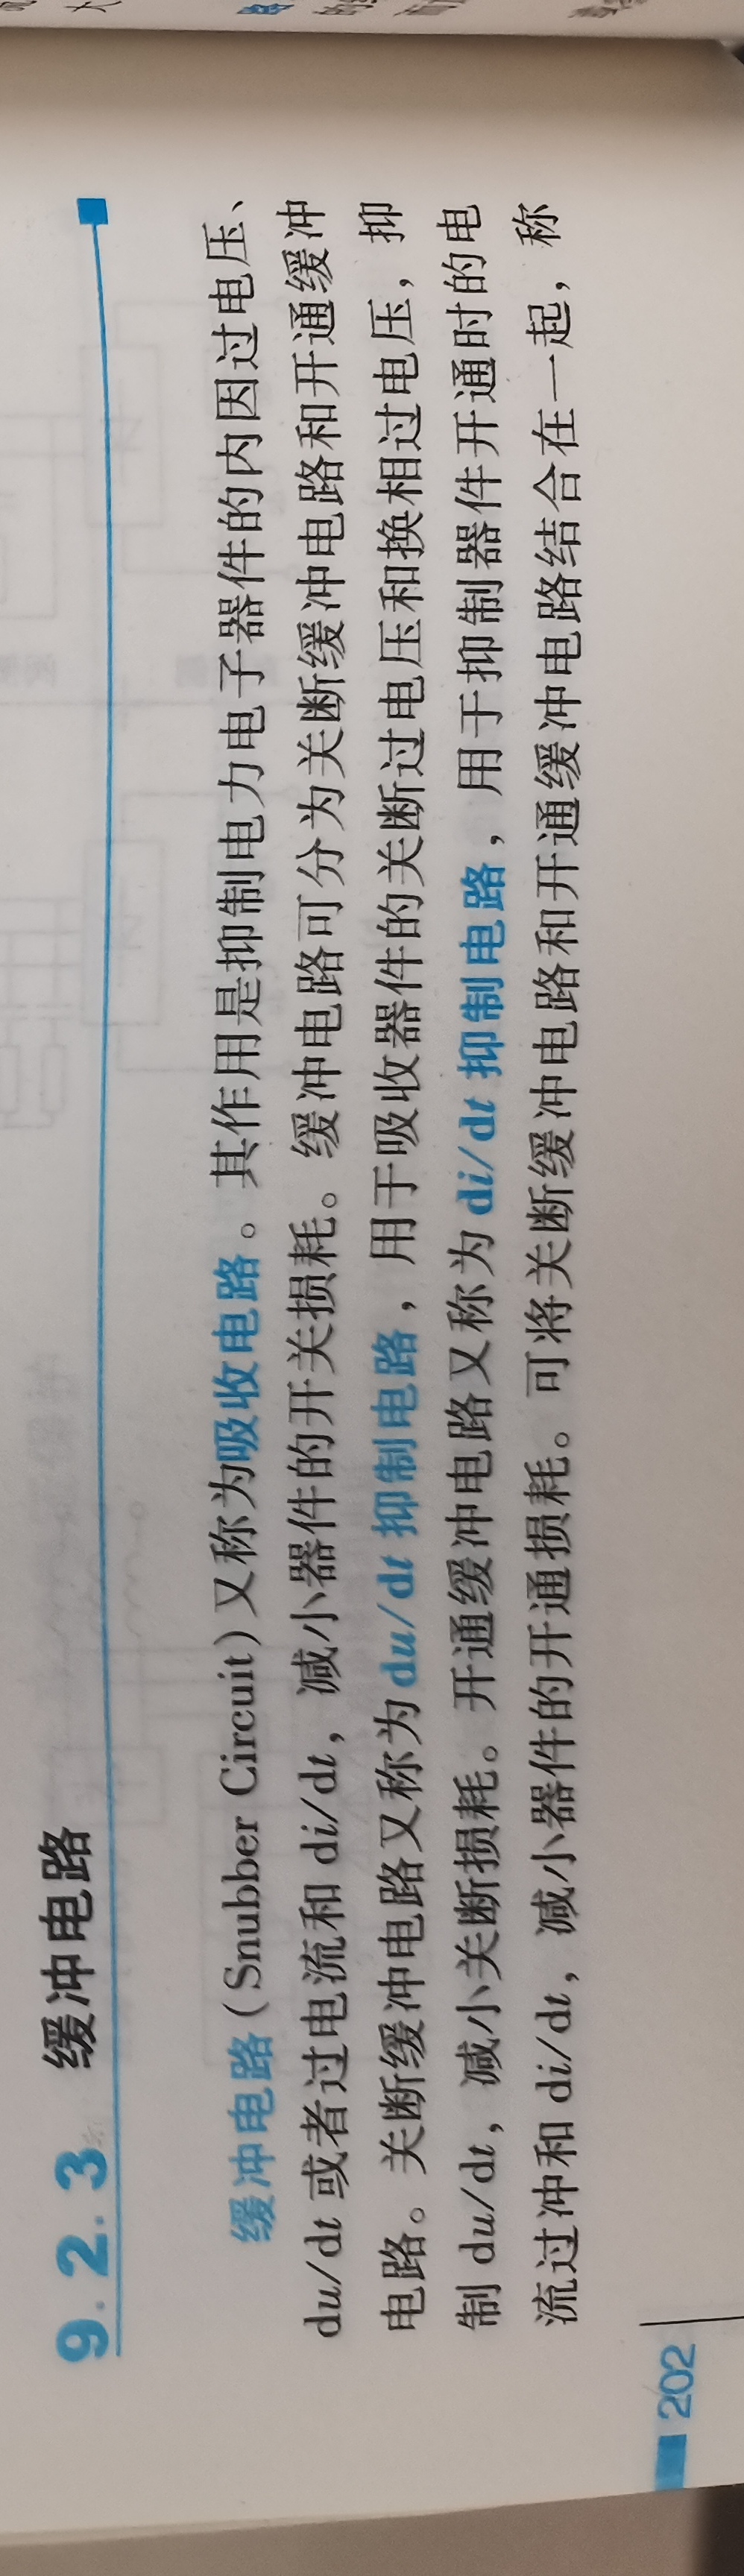 9.2.3 缓冲电路
缓冲电路(Snubber Circuit)又称为吸收电路。其作用是抑制电力电子器件的内因过电压、
du/dt 或者过电流和 di/dt，减小器件的开关损耗。缓冲电路可分为关断缓冲电路和开通缓冲
电路。关断缓冲电路又称为 du/dt 抑制电路，用于吸收器件的关断过电压和换相过电压，抑
制 du/dt，减小关断损耗。开通缓冲电路又称为 di/dt 抑制电路，用于抑制器件开通时的电
流过冲和 di/dt，减小器件的开通损耗。可将关断缓冲电路和开通缓冲电路结合在一起，称
202